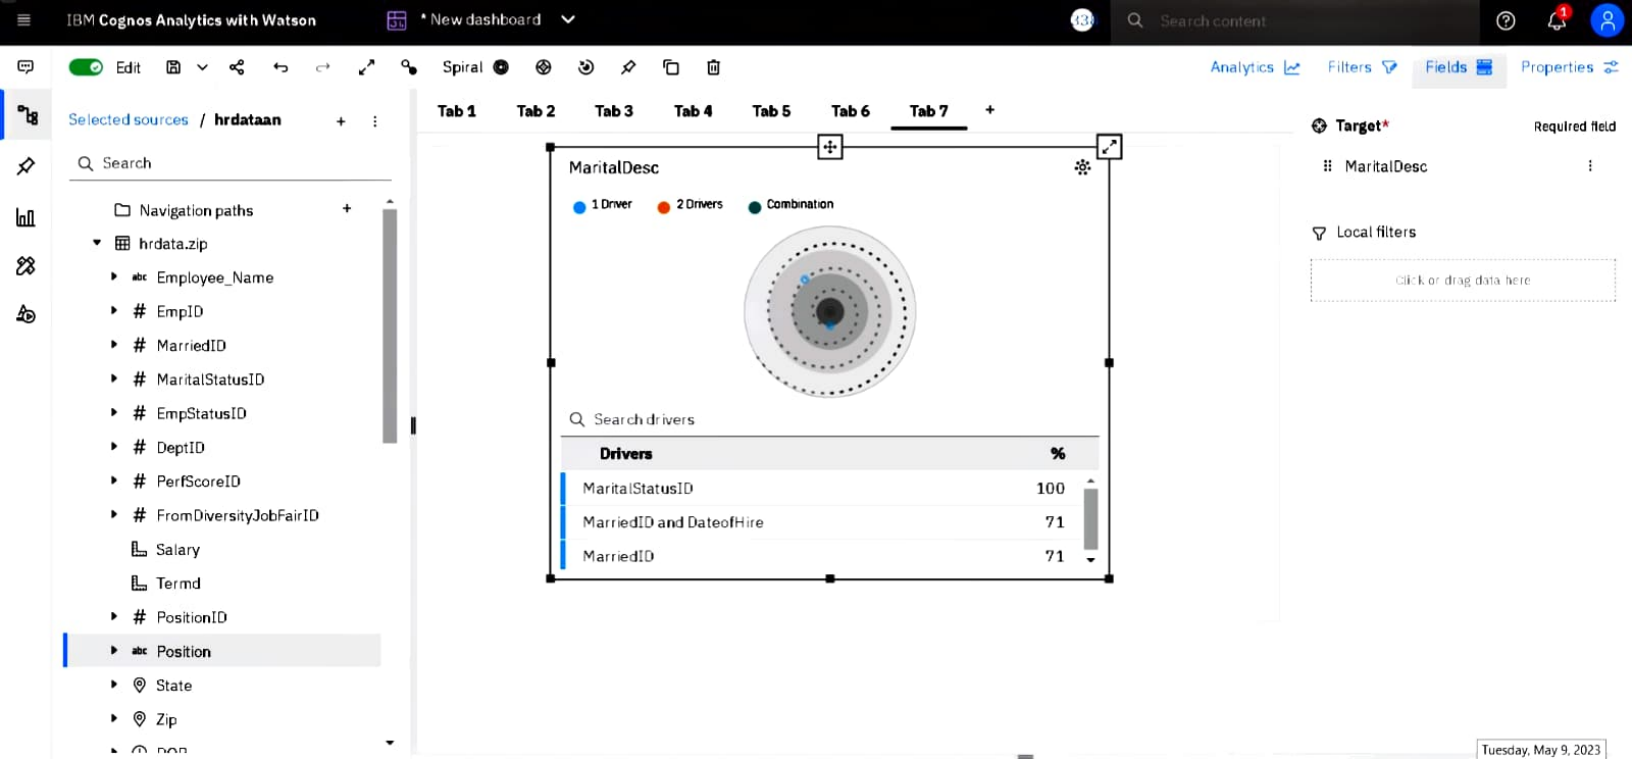 IBM Cognos Analytics with Watson
* New dashboard
Search content
1
Edit
Spiral
Analytics
Filters
Fields
Properties
Selected sources / hrdataan
Tab 1
Tab 2
Tab 3
Tab 4
Tab 5
Tab 6
Tab 7
+
Target*
Required field
Search
MaritalDesc
MaritalDesc
1 Driver
2 Drivers
Combination
Navigation paths
Local filters
hrdata.zip
Click or drag data here
abc Employee_Name
# EmpID
# MarriedID
# MaritalStatusID
# EmpStatusID
# DeptID
# PerfScoreID
# FromDiversityJobFairID
Salary
Termd
# PositionID
abc Position
State
Zip
DOB
Search drivers
Drivers %
MaritalStatusID 100
MarriedID and DateofHire 71
MarriedID 71
Tuesday, May 9, 2023